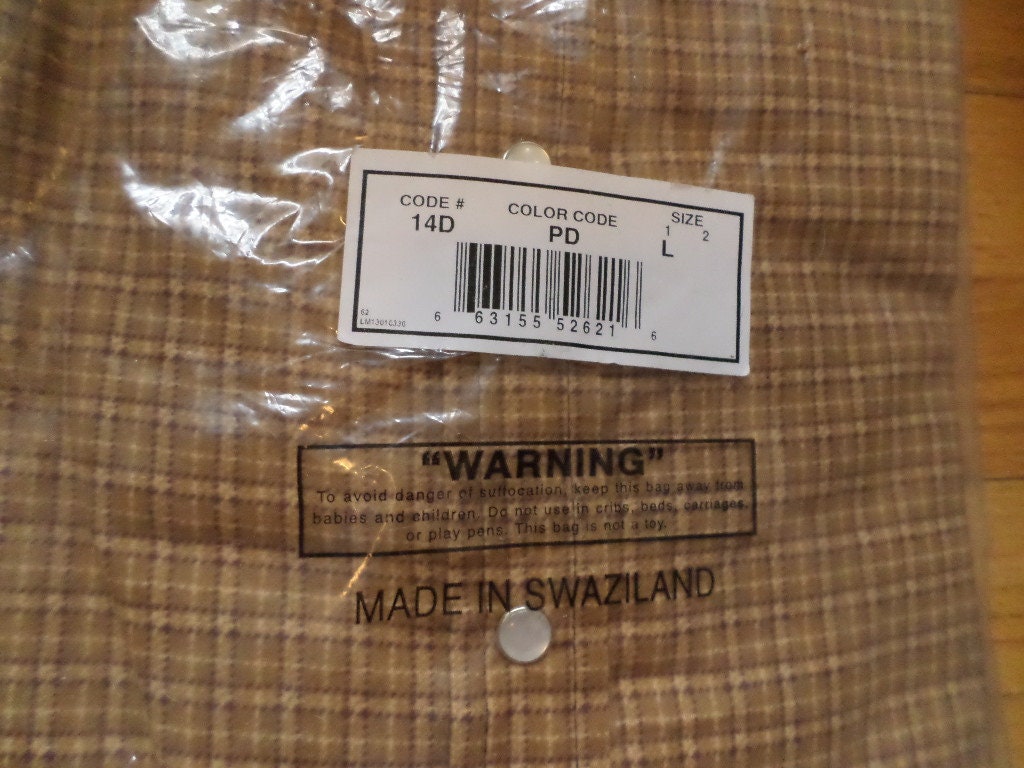 CODE # COLOR CODE SIZE
14D PD 1 2
L
6 63155 52621 6
62
"WARNING"
To avoid danger of suffocation, keep this bag away from
babies and children. Do not use in cribs, beds, carriages,
or play pens. This bag is not a toy.
MADE IN SWAZILAND